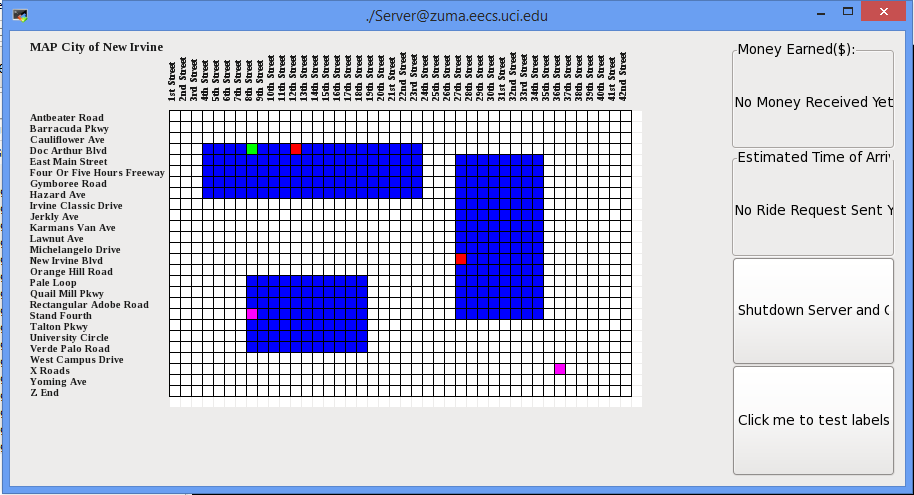 ./Server@zuma.eecs.uci.edu
MAP City of New Irvine
1st Street
2nd Street
3rd Street
4th Street
5th Street
6th Street
7th Street
8th Street
9th Street
10th Street
11th Street
12th Street
13th Street
14th Street
15th Street
16th Street
17th Street
18th Street
19th Street
20th Street
21st Street
22nd Street
23rd Street
24th Street
25th Street
26th Street
27th Street
28th Street
29th Street
30th Street
31st Street
32nd Street
33rd Street
34th Street
35th Street
36th Street
37th Street
38th Street
39th Street
40th Street
41st Street
42nd Street
Antbeater Road
Barracuda Pkwy
Cauliflower Ave
Doc Arthur Blvd
East Main Street
Four Or Five Hours Freeway
Gymboree Road
Hazard Ave
Irvine Classic Drive
Jerkly Ave
Karmans Van Ave
Lawnut Ave
Michelangelo Drive
New Irvine Blvd
Orange Hill Road
Pale Loop
Quail Mill Pkwy
Rectangular Adobe Road
Stand Fourth
Talton Pkwy
University Circle
Verde Palo Road
West Campus Drive
X Roads
Yoming Ave
Z End
Money Earned($):
No Money Received Yet
Estimated Time of Arriv
No Ride Request Sent Y
Shutdown Server and C
Click me to test labels